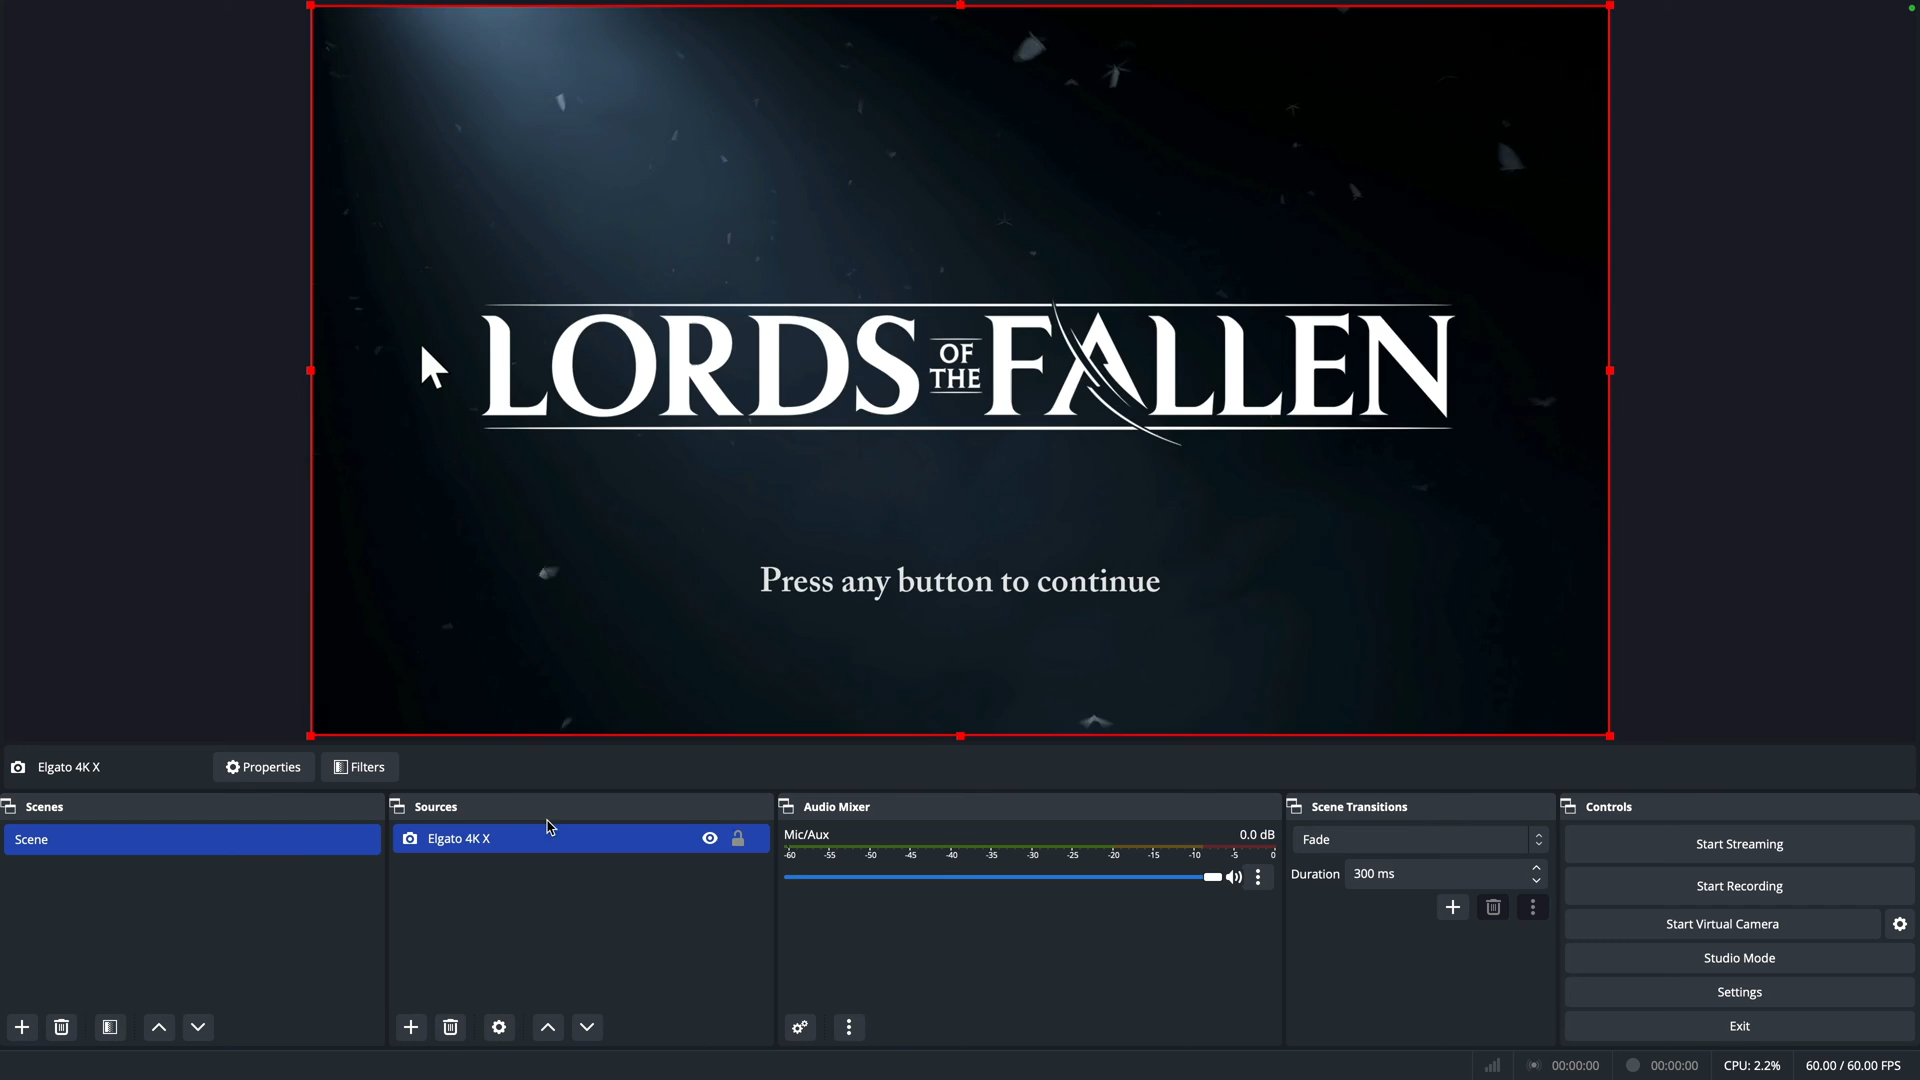 LORDS OF THE FALLEN
Press any button to continue
Elgato 4K X Properties Filters
Scenes Sources Audio Mixer Scene Transitions Controls
Scene
Elgato 4K X
Mic/Aux 0.0 dB
-60 -55 -50 -45 -40 -35 -30 -25 -20 -15 -10 -5 0
Fade
Duration 300 ms
Start Streaming
Start Recording
Start Virtual Camera
Studio Mode
Settings
Exit
00:00:00 00:00:00 CPU: 2.2% 60.00 / 60.00 FPS